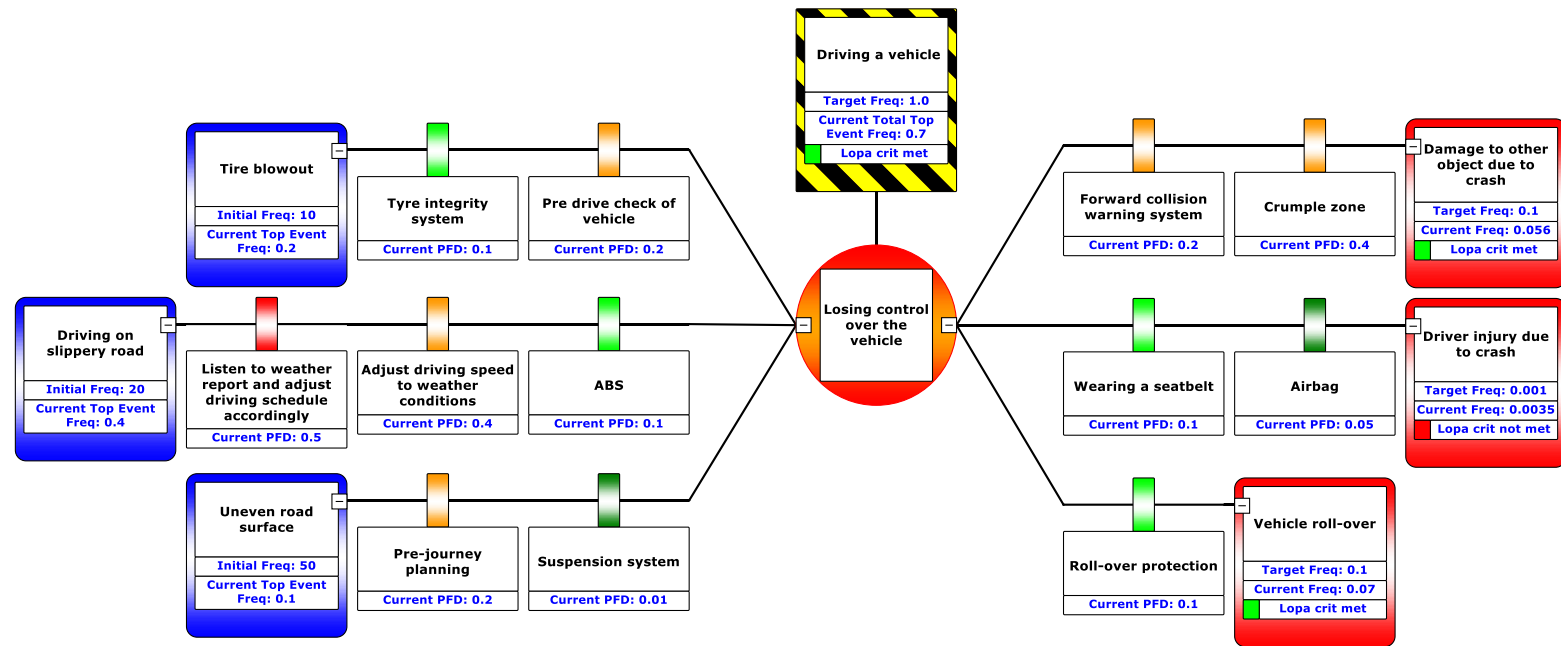 Driving a vehicle
Target Freq: 1.0
Current Total Top
Event Freq: 0.7
Lopa crit met
Tire blowout
Initial Freq: 10
Current Top Event
Freq: 0.2
Tyre integrity
system
Current PFD: 0.1
Pre drive check of
vehicle
Current PFD: 0.2
Driving on
slippery road
Initial Freq: 20
Current Top Event
Freq: 0.4
Listen to weather
report and adjust
driving schedule
accordingly
Current PFD: 0.5
Adjust driving speed
to weather
conditions
Current PFD: 0.4
ABS
Current PFD: 0.1
Uneven road
surface
Initial Freq: 50
Current Top Event
Freq: 0.1
Pre-journey
planning
Current PFD: 0.2
Suspension system
Current PFD: 0.01
Losing control
over the
vehicle
Forward collision
warning system
Current PFD: 0.2
Crumple zone
Current PFD: 0.4
Damage to other
object due to
crash
Target Freq: 0.1
Current Freq: 0.056
Lopa crit met
Wearing a seatbelt
Current PFD: 0.1
Airbag
Current PFD: 0.05
Driver injury due
to crash
Target Freq: 0.001
Current Freq: 0.0035
Lopa crit not met
Roll-over protection
Current PFD: 0.1
Vehicle roll-over
Target Freq: 0.1
Current Freq: 0.07
Lopa crit met